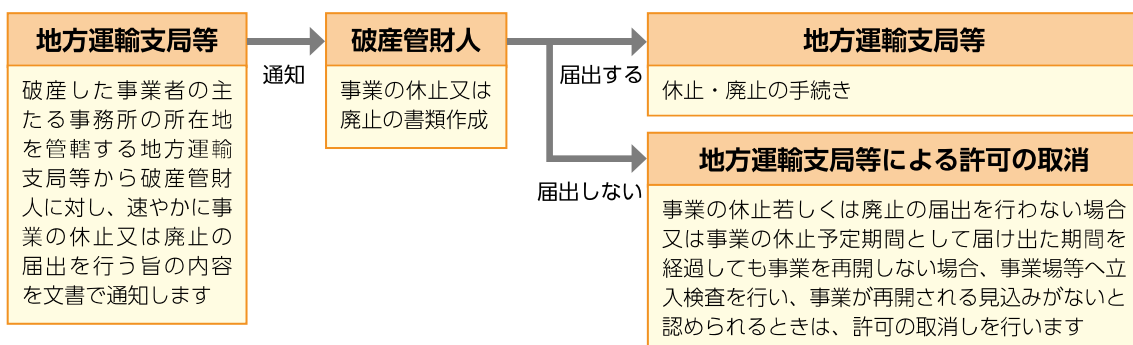 地方運輸支局等
破産した事業者の主
たる事務所の所在地
を管轄する地方運輸
支局等から破産管財
人に対し、速やかに事
業の休止又は廃止の
届出を行う旨の内容
を文書で通知します
通知
破産管財人
事業の休止又は
廃止の書類作成
届出する
地方運輸支局等
休止・廃止の手続き
届出しない
地方運輸支局等による許可の取消
事業の休止若しくは廃止の届出を行わない場合
又は事業の休止予定期間として届け出た期間を
経過しても事業を再開しない場合、事業場等へ立
入検査を行い、事業が再開される見込みがないと
認められるときは、許可の取消しを行います